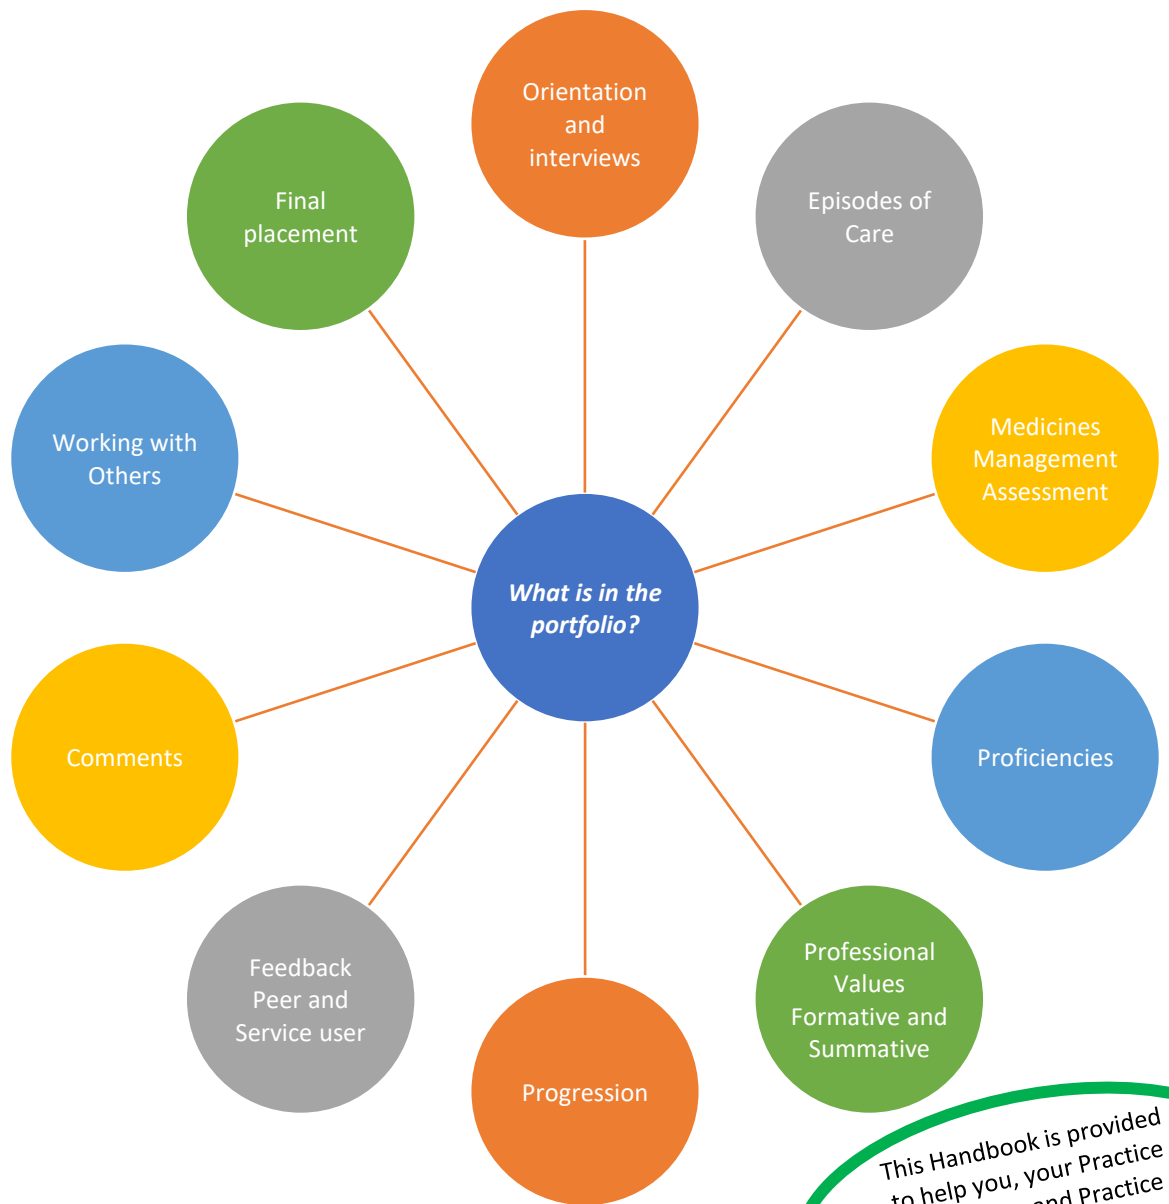 Orientation
and
interviews
Episodes of
Care
Medicines
Management
Assessment
Proficiencies
Professional
Values
Formative and
Summative
Progression
Feedback
Peer and
Service user
Comments
Working with
Others
Final
placement
What is in the
portfolio?
This Handbook is provided
to help you, your Practice
and Practice